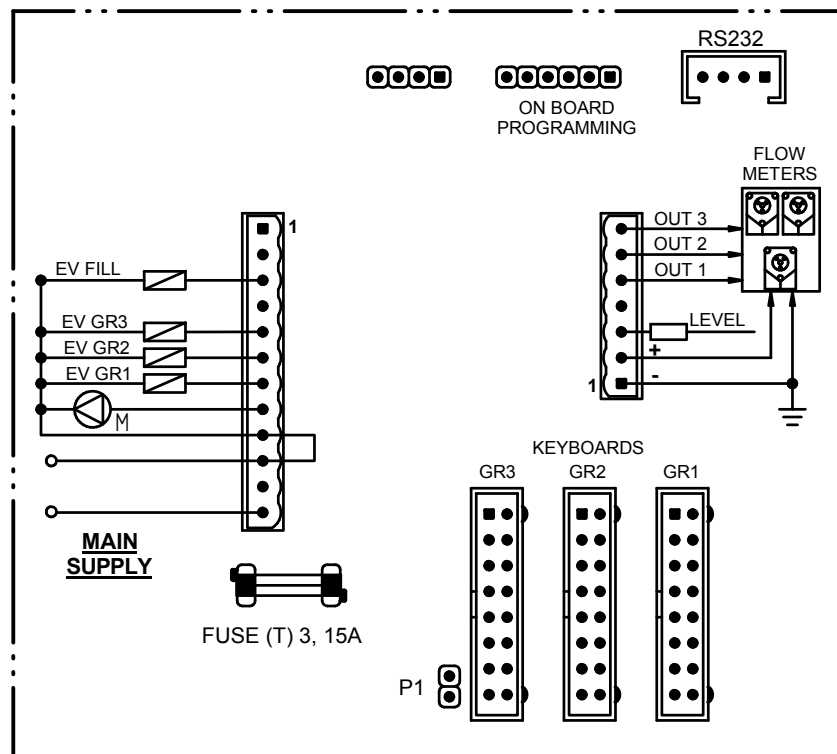 RS232
ON BOARD
PROGRAMMING
FLOW
METERS
1
OUT 3
OUT 2
OUT 1
EV FILL
EV GR3
EV GR2
EV GR1
M
LEVEL
+
-
1
KEYBOARDS
GR3 GR2 GR1
MAIN
SUPPLY
FUSE (T) 3, 15A
P1